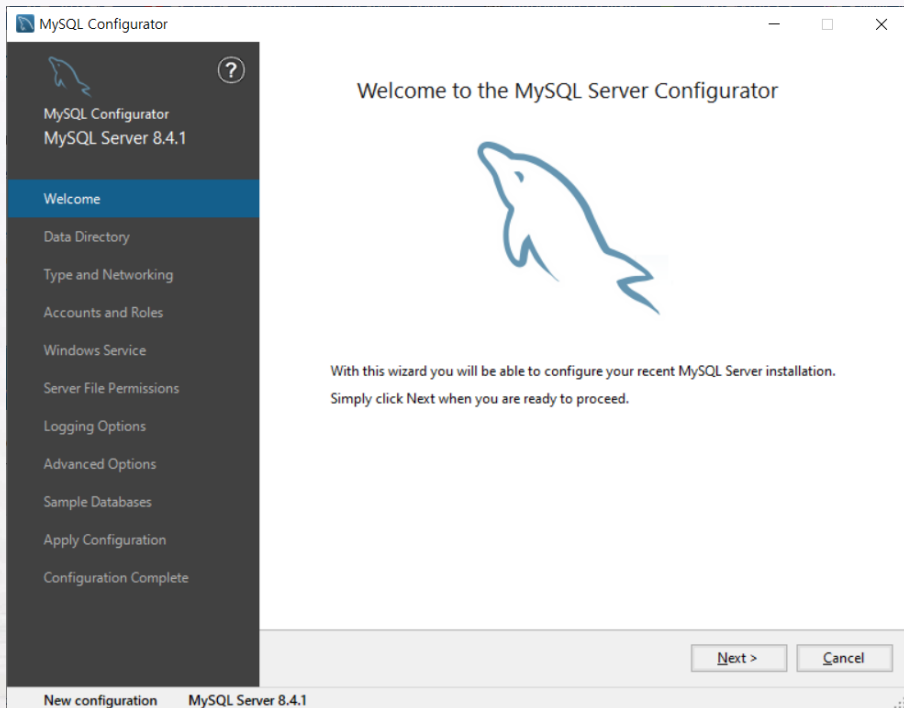 MySQL Configurator
?
MySQL Configurator
MySQL Server 8.4.1
Welcome
Data Directory
Type and Networking
Accounts and Roles
Windows Service
Server File Permissions
Logging Options
Advanced Options
Sample Databases
Apply Configuration
Configuration Complete
Welcome to the MySQL Server Configurator
With this wizard you will be able to configure your recent MySQL Server installation.
Simply click Next when you are ready to proceed.
Next >
Cancel
New configuration MySQL Server 8.4.1